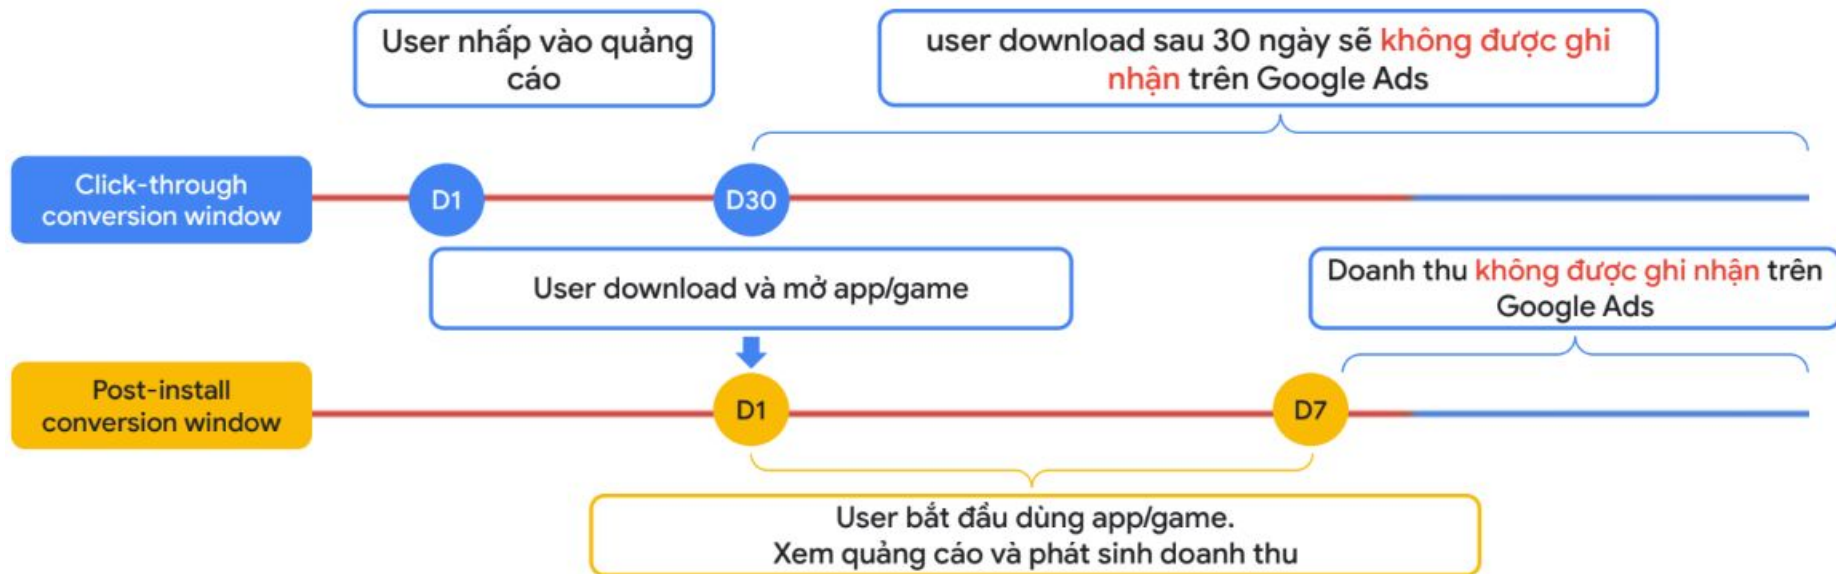 User nhấp vào quảng
cáo
user download sau 30 ngày sẽ không được ghi
nhận trên Google Ads
Click-through
conversion window
D1
D30
User download và mở app/game
Doanh thu không được ghi nhận trên
Google Ads
Post-install
conversion window
D1
D7
User bắt đầu dùng app/game.
Xem quảng cáo và phát sinh doanh thu